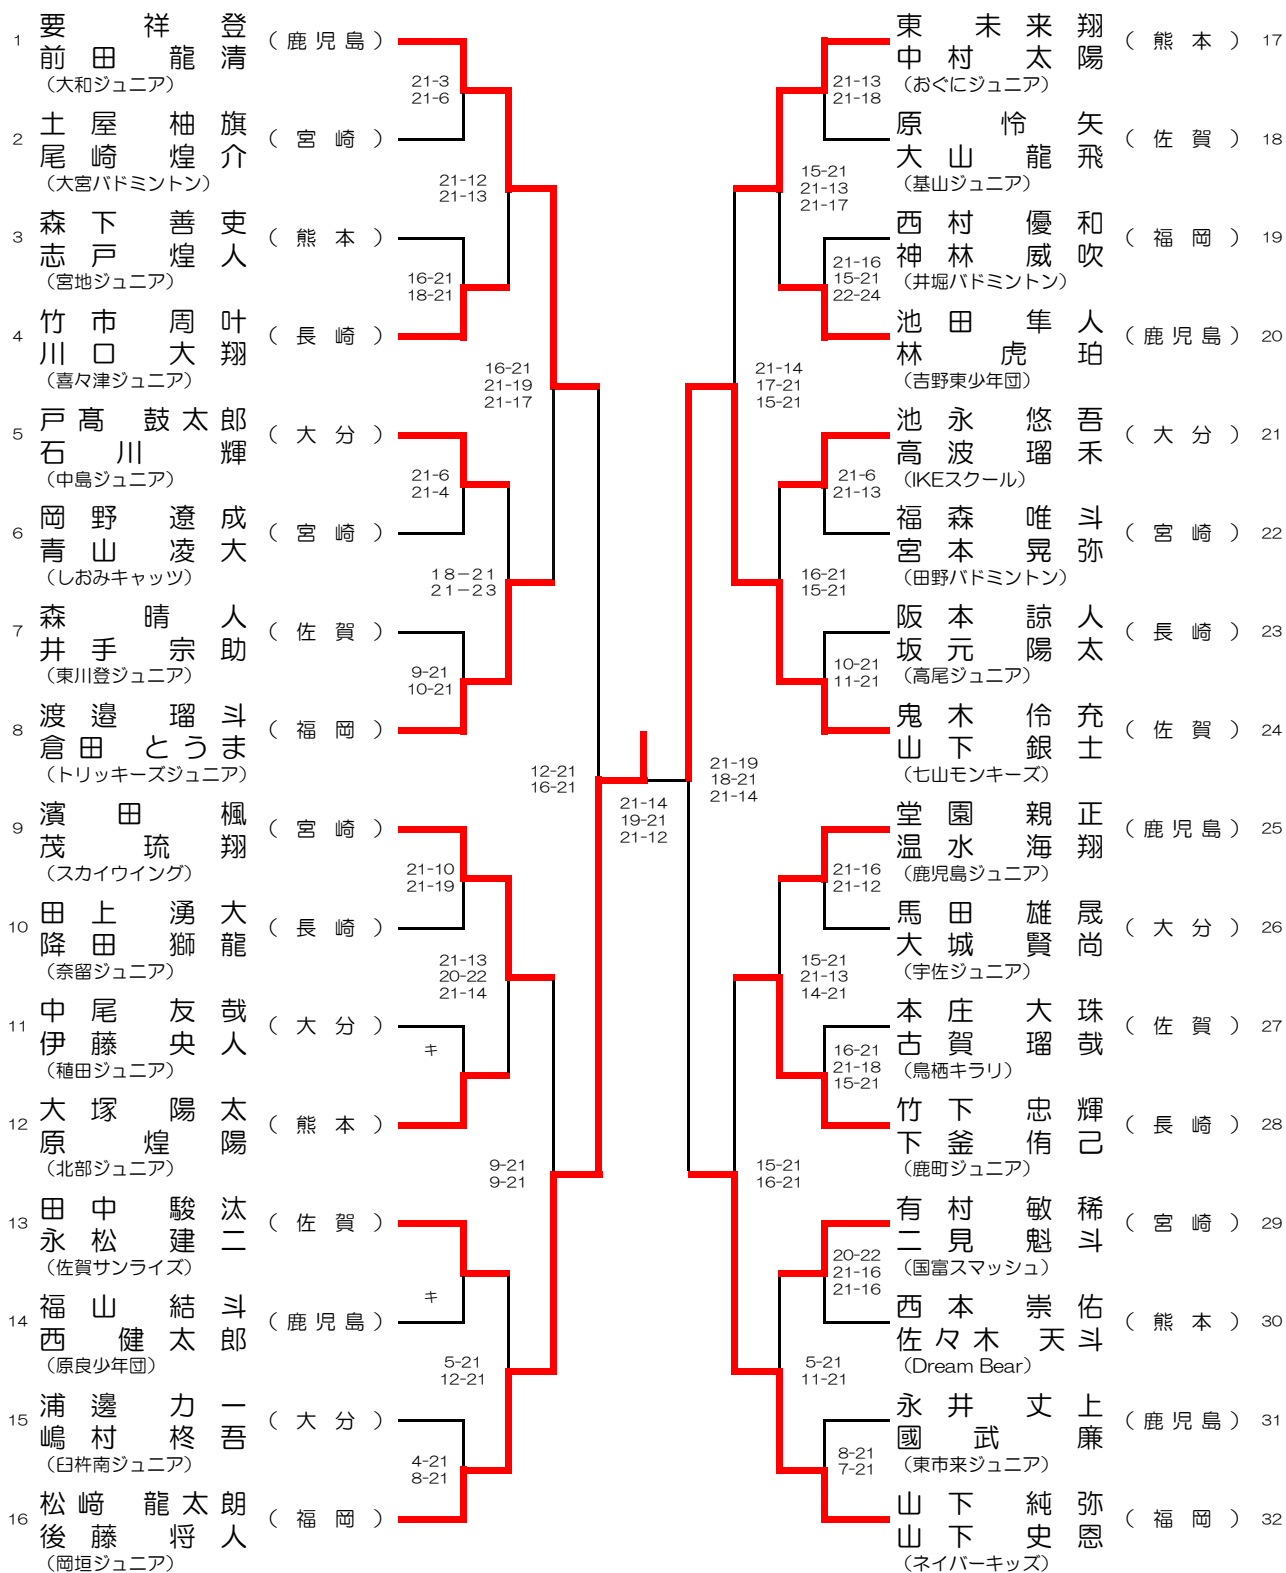 1
要　祥登
前田　龍清
（大和ジュニア）
（鹿児島）
2
土屋　柚旗
尾崎　煌介
（大宮バドミントン）
（宮崎）
3
森下　善吏
志戸　煌人
（宮地ジュニア）
（熊本）
4
竹市　周叶
川口　大翔
（喜々津ジュニア）
（長崎）
5
戸髙　鼓太郎
石川　輝
（中島ジュニア）
（大分）
6
岡野　遼成
青山　凌大
（しおみキャッツ）
（宮崎）
7
森　晴人
井手　宗助
（東川登ジュニア）
（佐賀）
8
渡邉　瑠斗
倉田　とうま
（トリッキーズジュニア）
（福岡）
9
濱田　楓
茂　琉翔
（スカイウイング）
（宮崎）
10
田上　湧大
降田　獅龍
（奈留ジュニア）
（長崎）
11
中尾　友哉
伊藤　央人
（稙田ジュニア）
（大分）
12
大塚　陽太
原　煌陽
（北部ジュニア）
（熊本）
13
田中　駿汰
永松　建二
（佐賀サンライズ）
（佐賀）
14
福山　結斗
西　健太郎
（原良少年団）
（鹿児島）
15
浦邊　力一
嶋村　柊吾
（臼杵南ジュニア）
（大分）
16
松﨑　龍太朗
後藤　将人
（岡垣ジュニア）
（福岡）
21-3
21-6
16-21
18-21
21-6
21-4
9-21
10-21
21-10
21-19
キ
キ
4-21
8-21
21-12
21-13
18-21
21-23
21-13
20-22
21-14
5-21
12-21
16-21
21-19
21-17
9-21
9-21
12-21
16-21
21-14
19-21
21-12
21-19
18-21
21-14
21-14
17-21
15-21
15-21
16-21
15-21
21-13
21-17
16-21
15-21
15-21
21-13
14-21
5-21
11-21
21-13
21-18
21-16
15-21
22-24
21-6
21-13
10-21
11-21
21-16
21-12
16-21
21-18
15-21
20-22
21-16
21-16
8-21
7-21
東　未来翔
中村　太陽
（おぐにジュニア）
（熊本）
17
原　怜矢
大山　龍飛
（基山ジュニア）
（佐賀）
18
西村　優和
神林　威吹
（井堀バドミントン）
（福岡）
19
池田　隼人
林　虎珀
（吉野東少年団）
（鹿児島）
20
池永　悠吾
高波　瑠禾
（IKEスクール）
（大分）
21
福森　唯斗
宮本　晃弥
（田野バドミントン）
（宮崎）
22
阪本　諒人
坂元　陽太
（高尾ジュニア）
（長崎）
23
鬼木　伶充
山下　銀士
（七山モンキーズ）
（佐賀）
24
堂園　親正
温水　海翔
（鹿児島ジュニア）
（鹿児島）
25
馬田　雄晟
大城　賢尚
（宇佐ジュニア）
（大分）
26
本庄　大珠
古賀　瑠哉
（鳥栖キラリ）
（佐賀）
27
竹下　忠輝
下釜　侑己
（鹿町ジュニア）
（長崎）
28
有村　敏稀
二見　魁斗
（国富スマッシュ）
（宮崎）
29
西本　崇佑
佐々木　天斗
（Dream Bear）
（熊本）
30
永井　丈上
國武　廉
（東市来ジュニア）
（鹿児島）
31
山下　純弥
山下　史恩
（ネイバーキッズ）
（福岡）
32